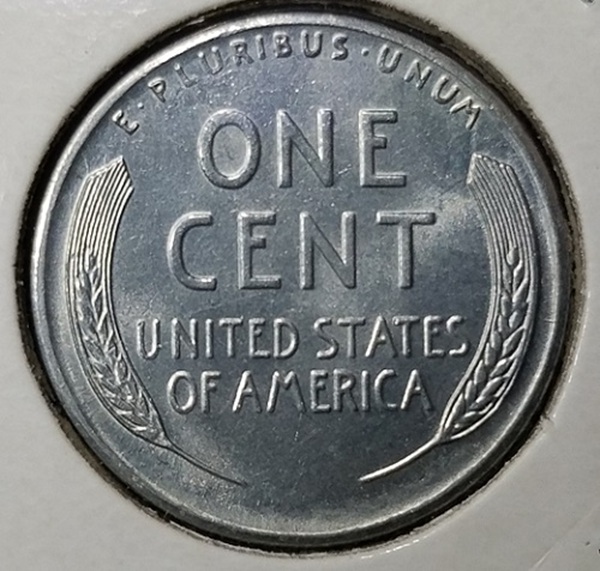 E·PLURIBUS·UNUM
ONE
CENT
UNITED STATES
OF AMERICA